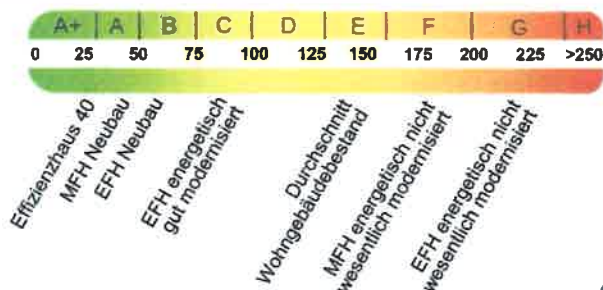 A+ A B C D E F G H
0 25 50 75 100 125 150 175 200 225 >250
Effizienzhaus 40
MFH Neubau
EFH Neubau
EFH energetisch
gut modernisiert
Durchschnitt
Wohngebäudebestand
MFH energetisch nicht
wesentlich modernisiert
EFH energetisch nicht
wesentlich modernisiert